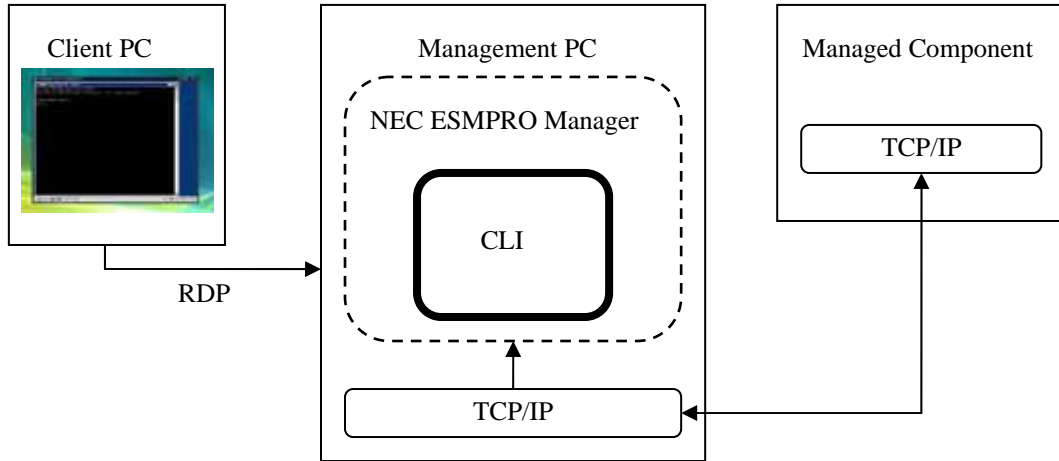 Client PC
Management PC
Managed Component
NEC ESMPRO Manager
TCP/IP
CLI
RDP
TCP/IP